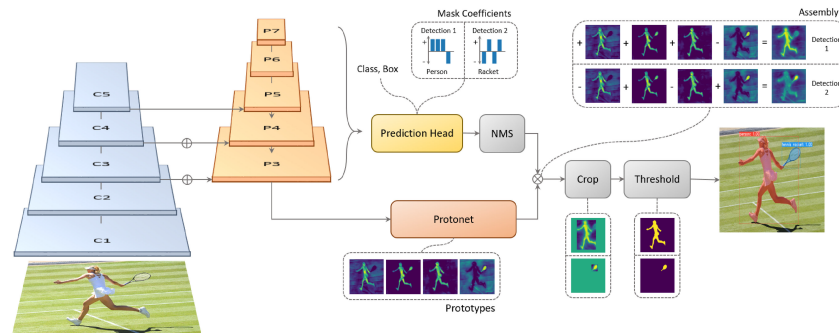 Mask Coefficients
Detection 1
Detection 2
+
-
+
-
Person
Racket
Class, Box
P7
P6
P5
P4
P3
C5
C4
C3
C2
C1
Prediction Head
NMS
Protonet
Prototypes
Crop
Threshold
Assembly
+ + + - = Detection 1
- + - + = Detection 2